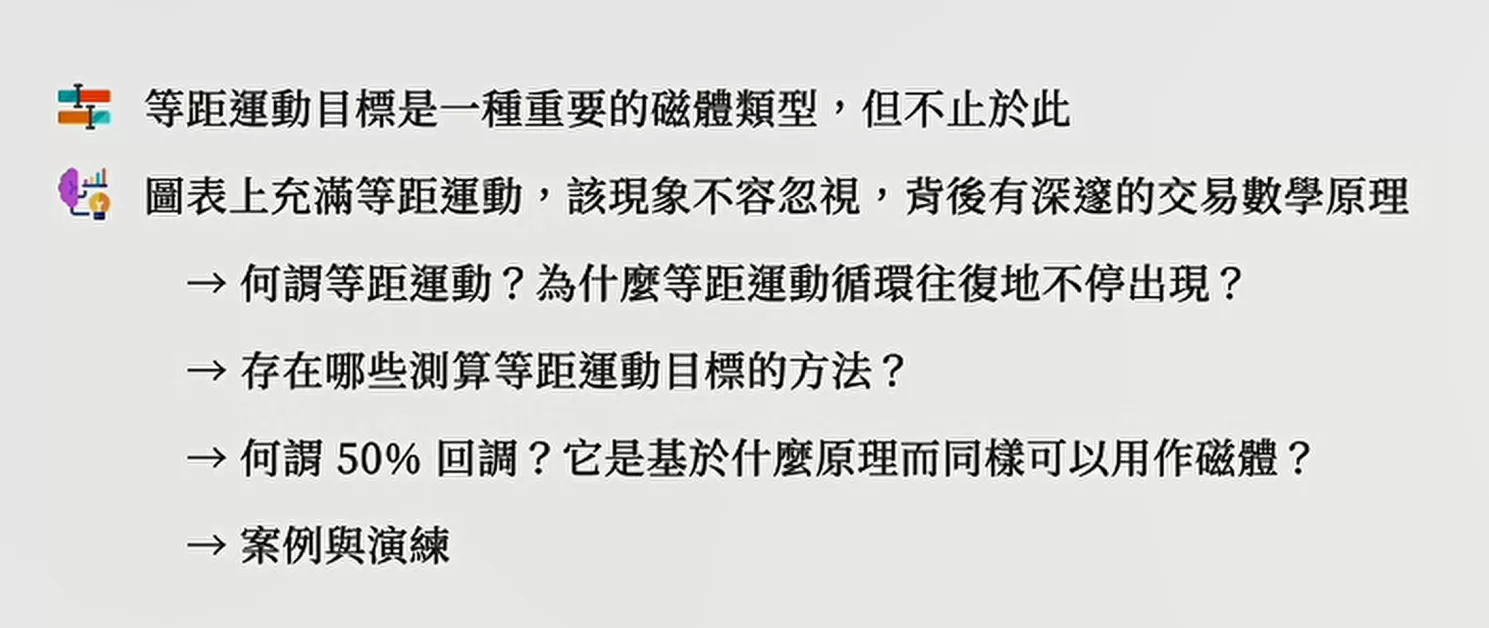 等距運動目標是一種重要的磁體類型，但不止於此
圖表上充滿等距運動，該現象不容忽視，背後有深邃的交易數學原理
→ 何謂等距運動？為什麼等距運動循環往復地不停出現？
→ 存在哪些測算等距運動目標的方法？
→ 何謂 50% 回調？它是基於什麼原理而同樣可以用作磁體？
→ 案例與演練